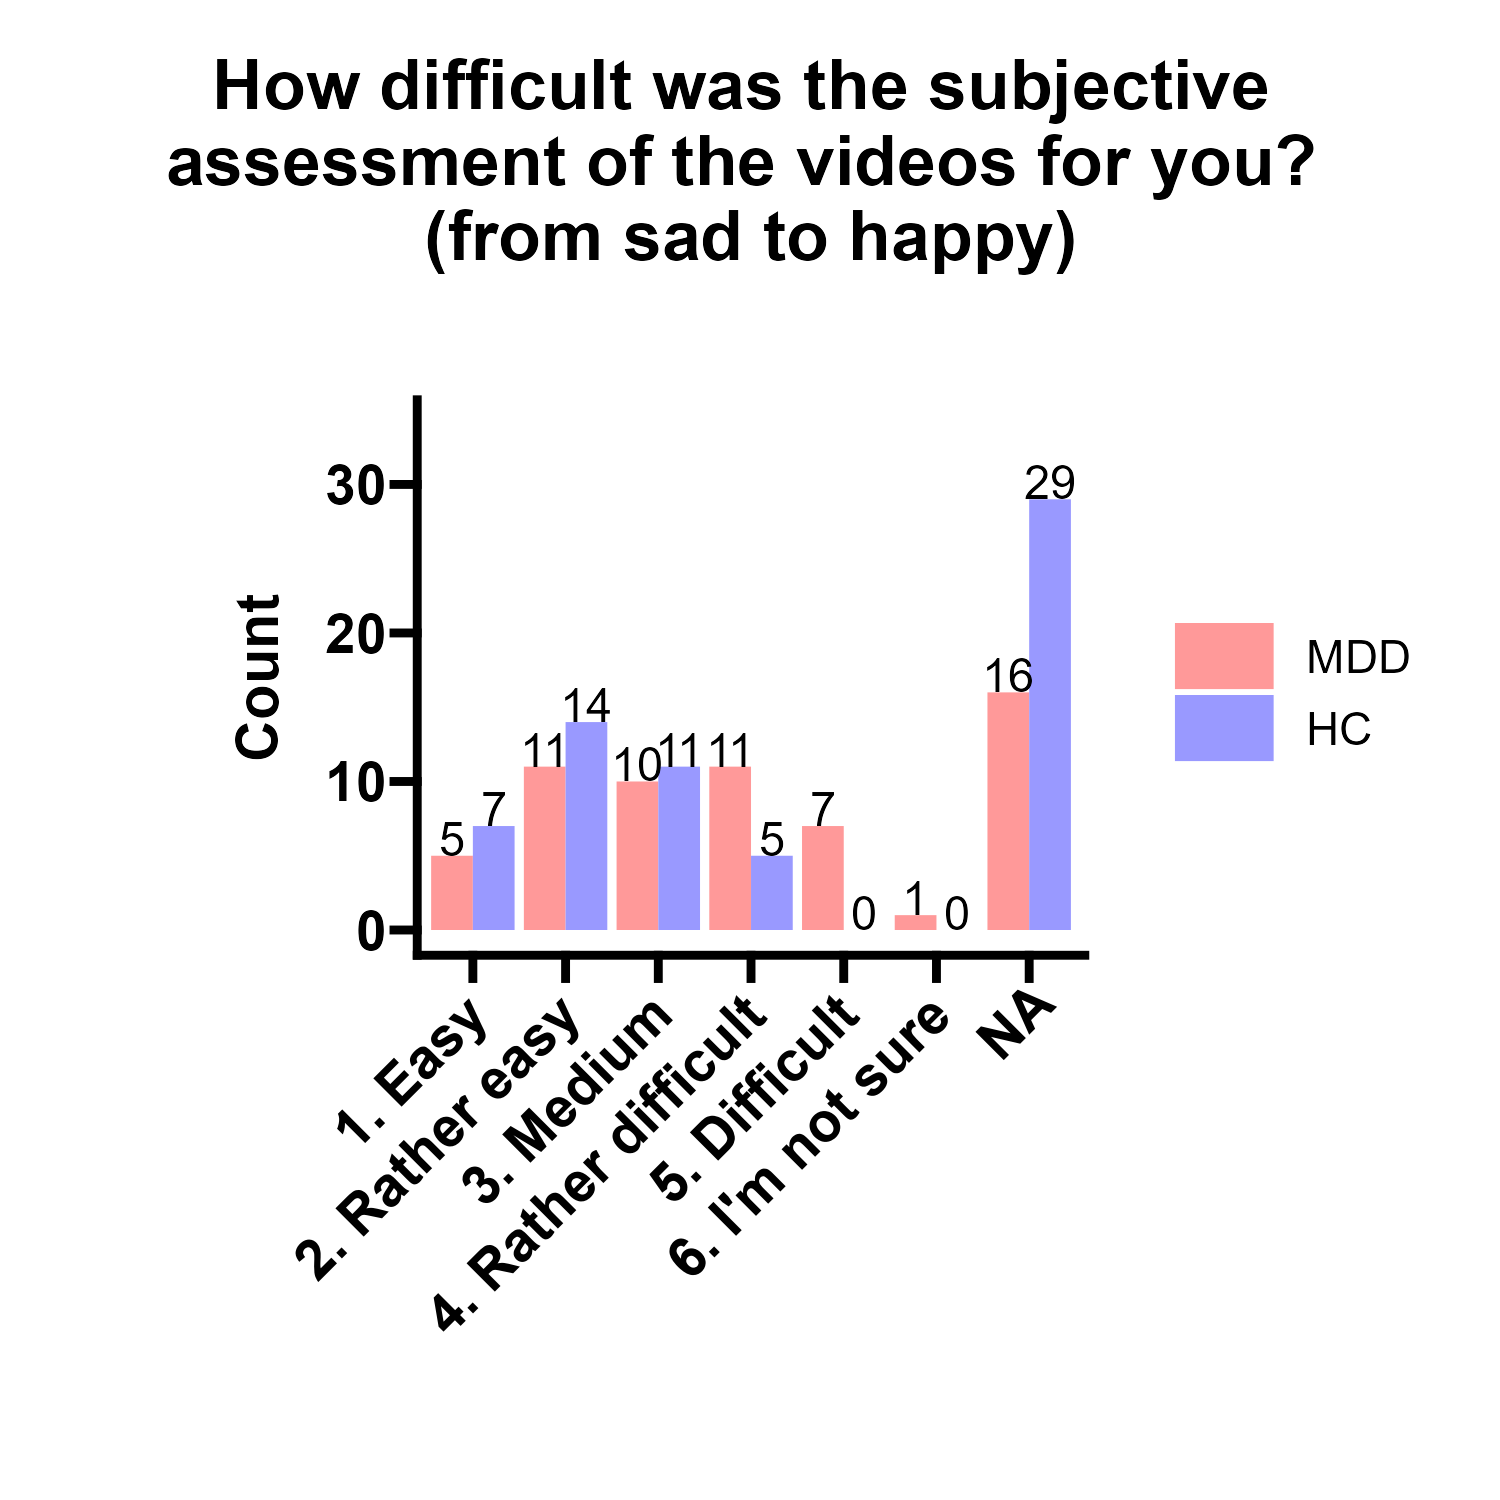 How difficult was the subjective
assessment of the videos for you?
(from sad to happy)
Count
30
20
10
0
5
7
11
14
10
11
11
5
7
0
1
0
16
29
1. Easy
2. Rather easy
3. Medium
4. Rather difficult
5. Difficult
6. I'm not sure
NA
MDD
HC